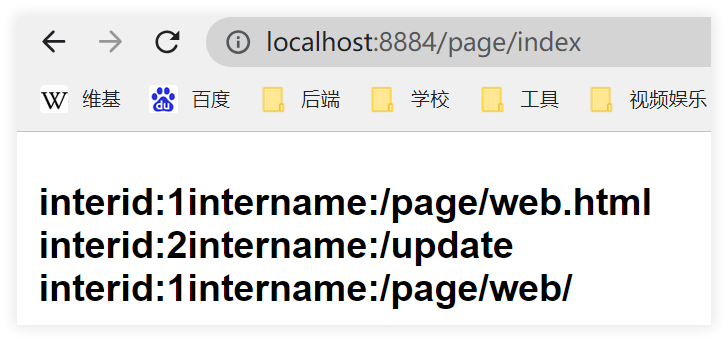 localhost:8884/page/index
W 维基 du 百度 后端 学校 工具 视频娱乐
interid:1intername:/page/web.html
interid:2intername:/update
interid:1intername:/page/web/